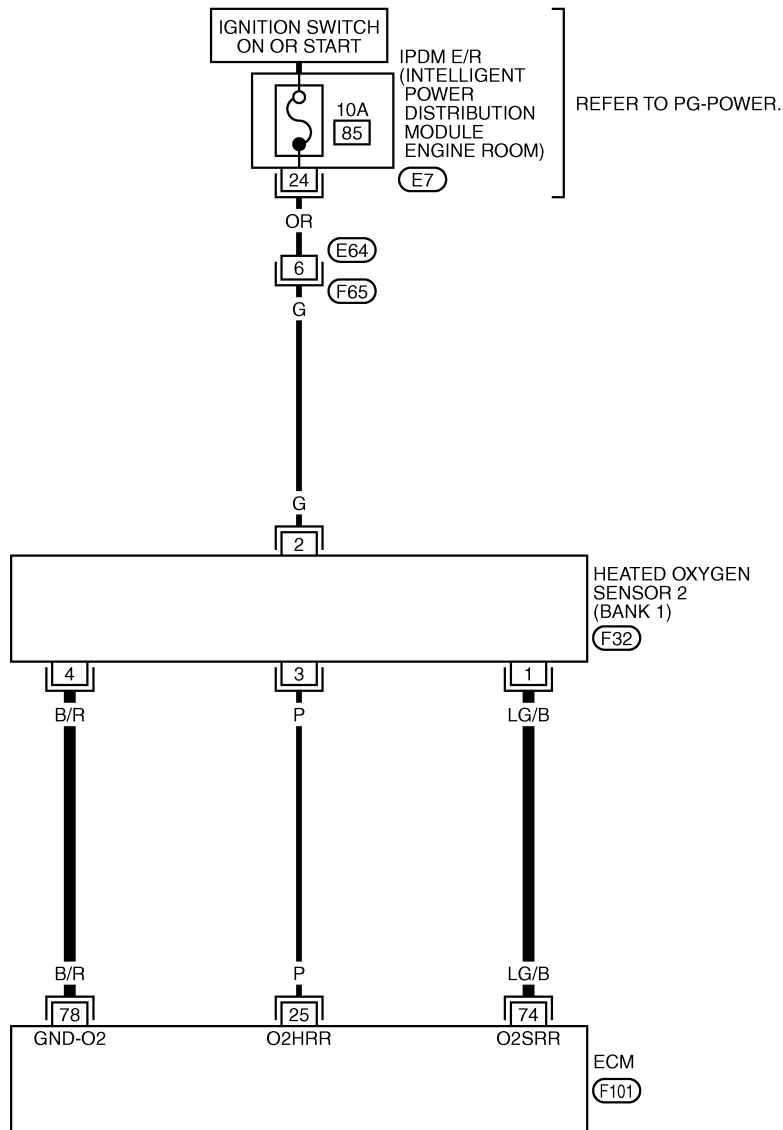 IGNITION SWITCH
ON OR START
IPDM E/R
(INTELLIGENT
POWER
DISTRIBUTION
MODULE
ENGINE ROOM)
REFER TO PG-POWER.
10A
85
24
E7
OR
E64
6
F65
G
G
2
HEATED OXYGEN
SENSOR 2
(BANK 1)
F32
4
3
1
B/R
P
LG/B
B/R
P
LG/B
78
25
74
GND-O2
O2HRR
O2SRR
ECM
F101